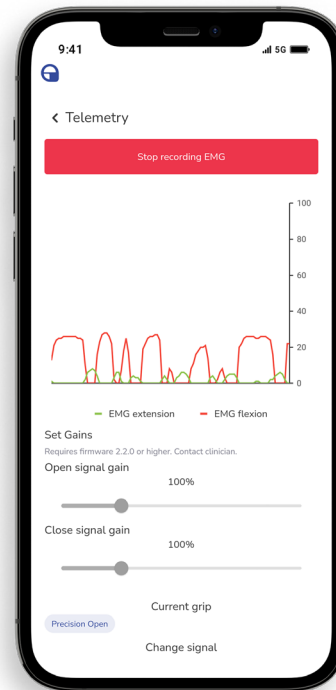 9:41
5G
Telemetry
Stop recording EMG
100
80
60
40
20
0
EMG extension EMG flexion
Set Gains
Requires firmware 2.2.0 or higher. Contact clinician.
Open signal gain
100%
Close signal gain
100%
Current grip
Precision Open
Change signal